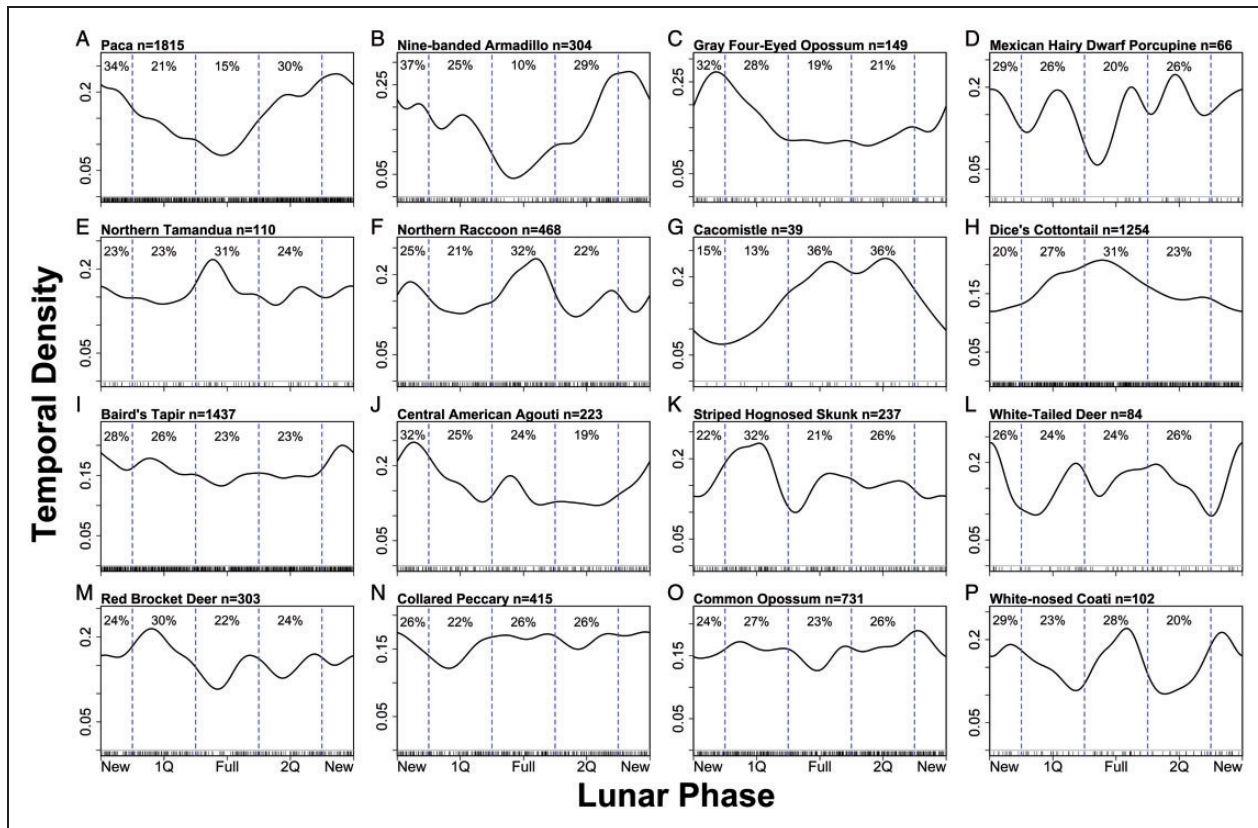 A Paca n=1815
34% 21% 15% 30%
0.05 0.2
B Nine-banded Armadillo n=304
37% 25% 10% 29%
0.05 0.25
C Gray Four-Eyed Opossum n=149
32% 28% 19% 21%
0.05 0.25
D Mexican Hairy Dwarf Porcupine n=66
29% 26% 20% 26%
0.05 0.2
E Northern Tamandua n=110
23% 23% 31% 24%
0.05 0.2
F Northern Raccoon n=468
25% 21% 32% 22%
0.05 0.2
G Cacomistle n=39
15% 13% 36% 36%
0.05 0.2
H Dice's Cottontail n=1254
20% 27% 31% 23%
0.05 0.15
I Baird's Tapir n=1437
28% 26% 23% 23%
0.05 0.15
J Central American Agouti n=223
32% 25% 24% 19%
0.05 0.2
K Striped Hognosed Skunk n=237
22% 32% 21% 26%
0.05 0.2
L White-Tailed Deer n=84
26% 24% 24% 26%
0.05 0.2
M Red Brocket Deer n=303
24% 30% 22% 24%
0.05 0.2
N Collared Peccary n=415
26% 22% 26% 26%
0.05 0.15
O Common Opossum n=731
24% 27% 23% 26%
0.05 0.15
P White-nosed Coati n=102
29% 23% 28% 20%
0.05 0.2
New 1Q Full 2Q New
New 1Q Full 2Q New
New 1Q Full 2Q New
New 1Q Full 2Q New
Temporal Density
Lunar Phase